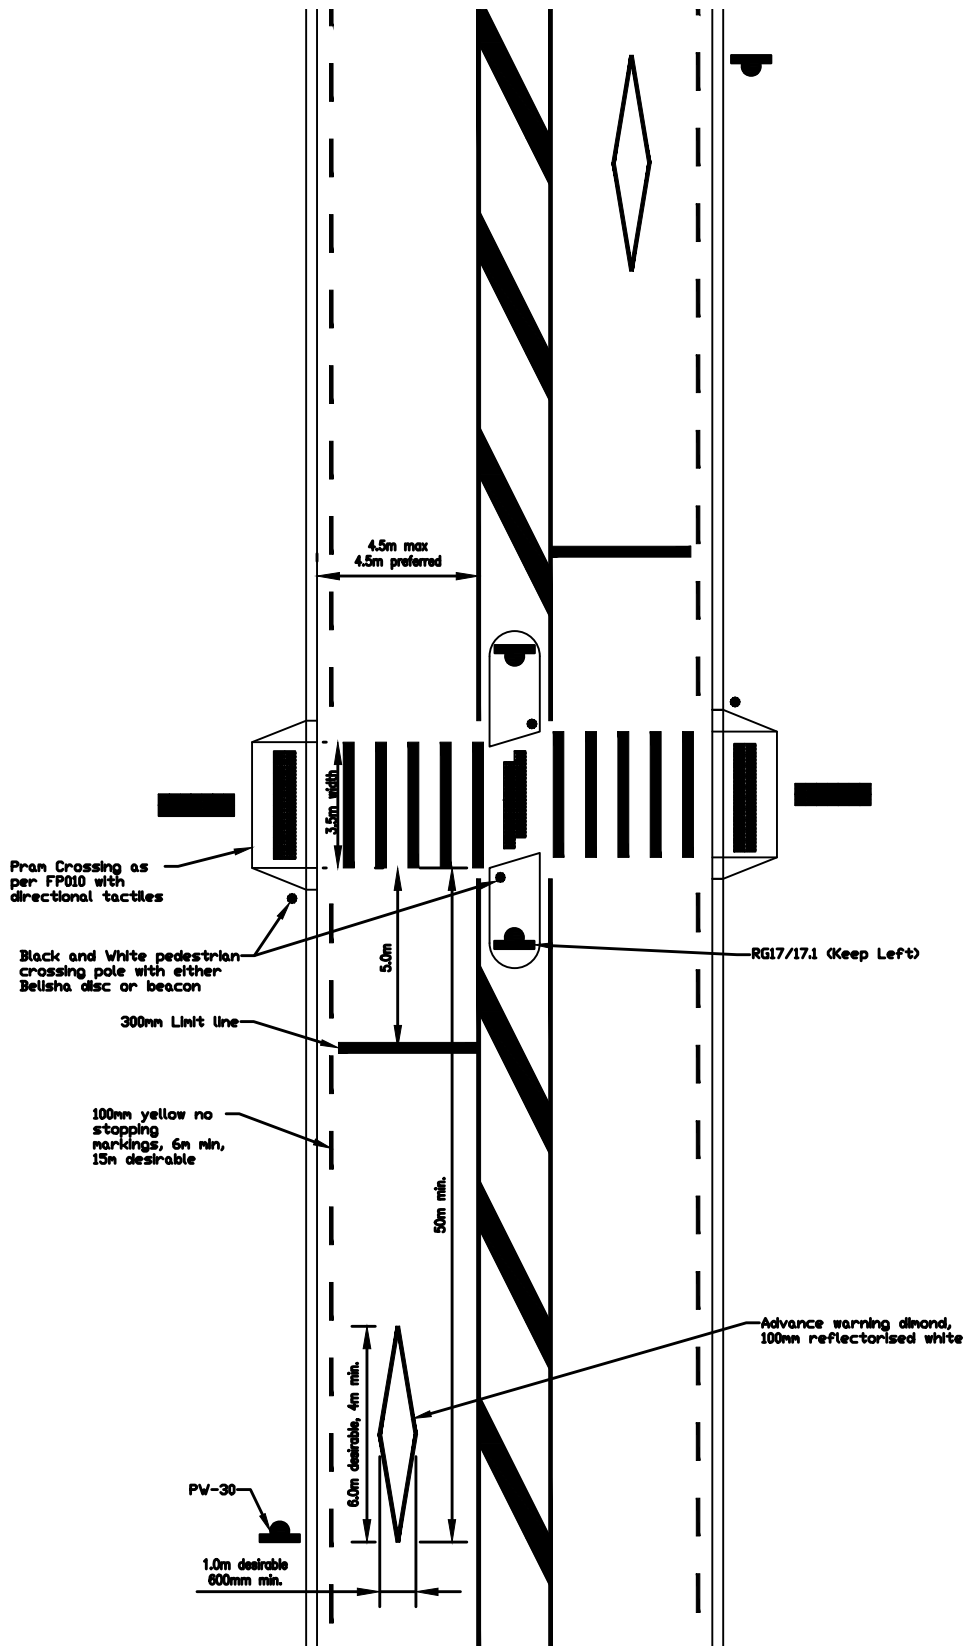 4.5m max
4.5m preferred
3.5m width
Pram Crossing as
per FP010 with
directional tactiles
Black and White pedestrian
crossing pole with either
Belisha disc or beacon
5.0m
RG17/17.1 (Keep Left)
300mm Limit line
100mm yellow no
stopping
markings, 6m min,
15m desirable
50m min.
Advance warning dimond,
100mm reflectorised white
6.0m desirable, 4m min.
PW-30
1.0m desirable
600mm min.